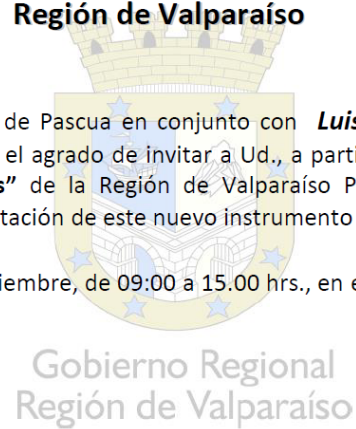 Región de Valparaíso
de Pascua en conjunto con Luis
el agrado de invitar a Ud., a parti
s” de la Región de Valparaíso P
tación de este nuevo instrumento
iembre, de 09:00 a 15.00 hrs., en e
Gobierno Regional
Región de Valparaíso